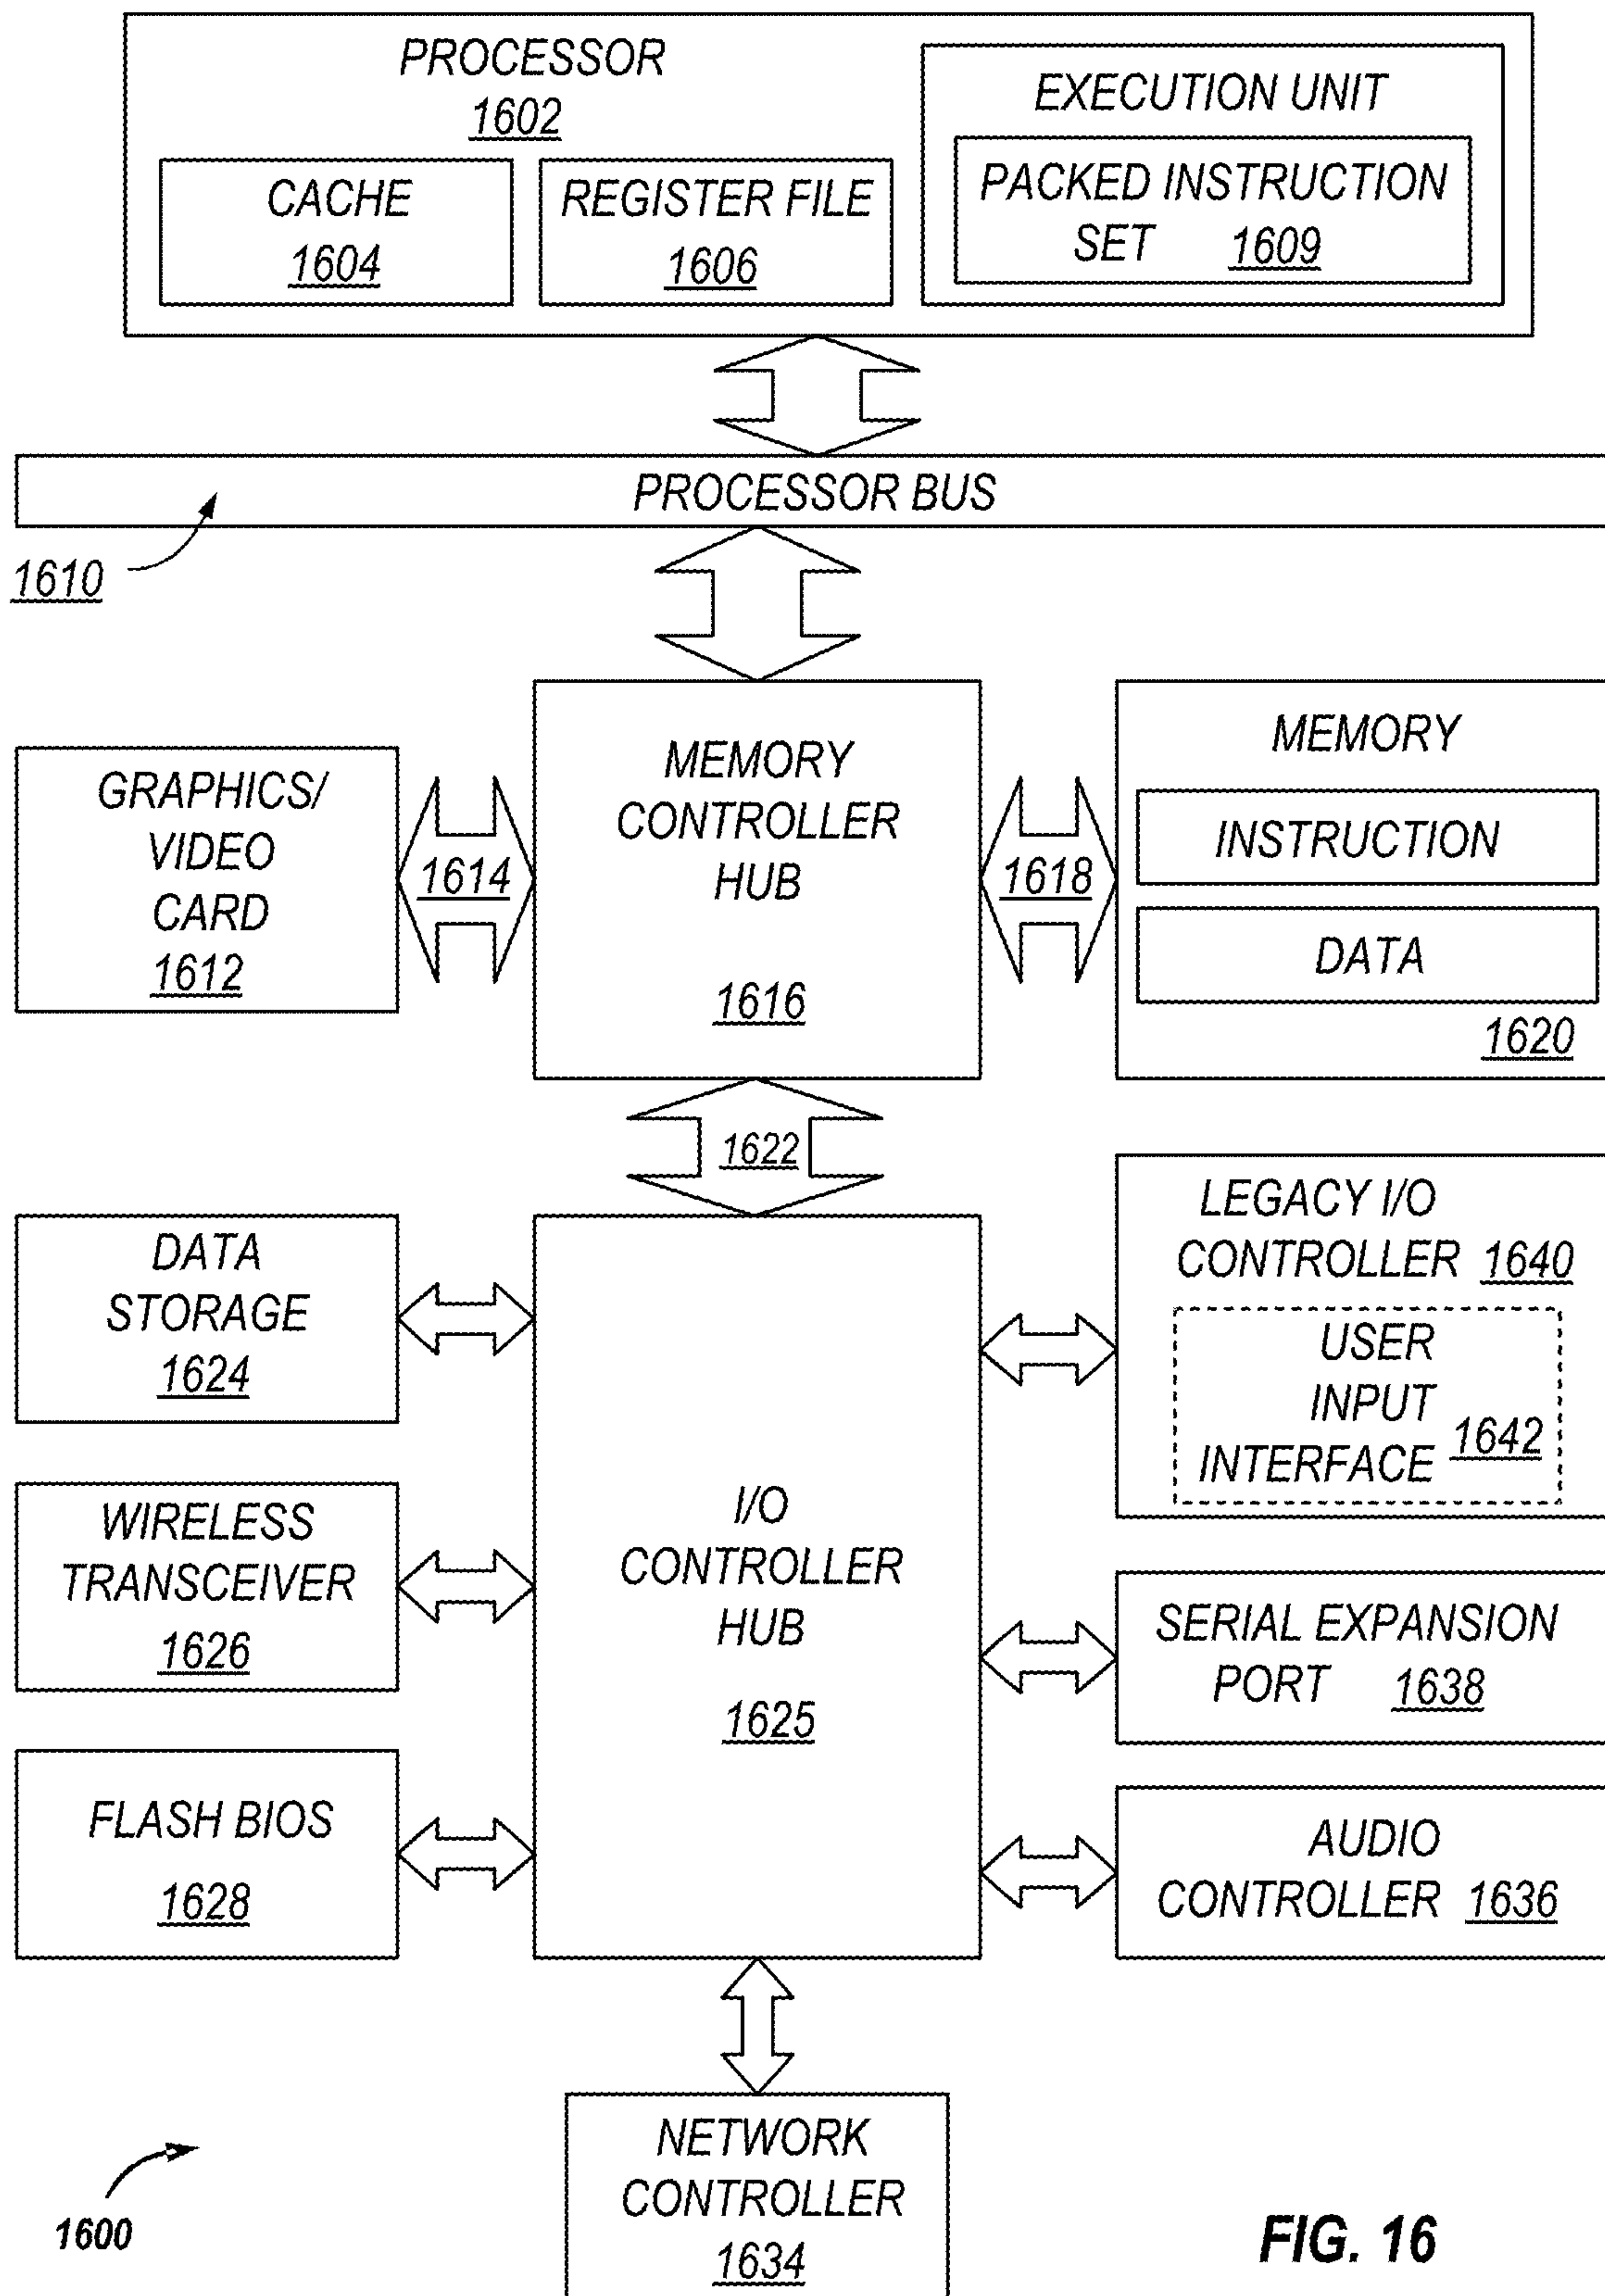 PROCESSOR
1602
CACHE
1604
REGISTER FILE
1606
EXECUTION UNIT
PACKED INSTRUCTION
SET 1609
PROCESSOR BUS
1610
GRAPHICS/
VIDEO
CARD
1612
1614
MEMORY
CONTROLLER
HUB
1616
1618
MEMORY
INSTRUCTION
DATA
1620
1622
DATA
STORAGE
1624
WIRELESS
TRANSCEIVER
1626
FLASH BIOS
1628
I/O
CONTROLLER
HUB
1625
LEGACY I/O
CONTROLLER 1640
USER
INPUT
INTERFACE 1642
SERIAL EXPANSION
PORT 1638
AUDIO
CONTROLLER 1636
NETWORK
CONTROLLER
1634
1600
FIG. 16